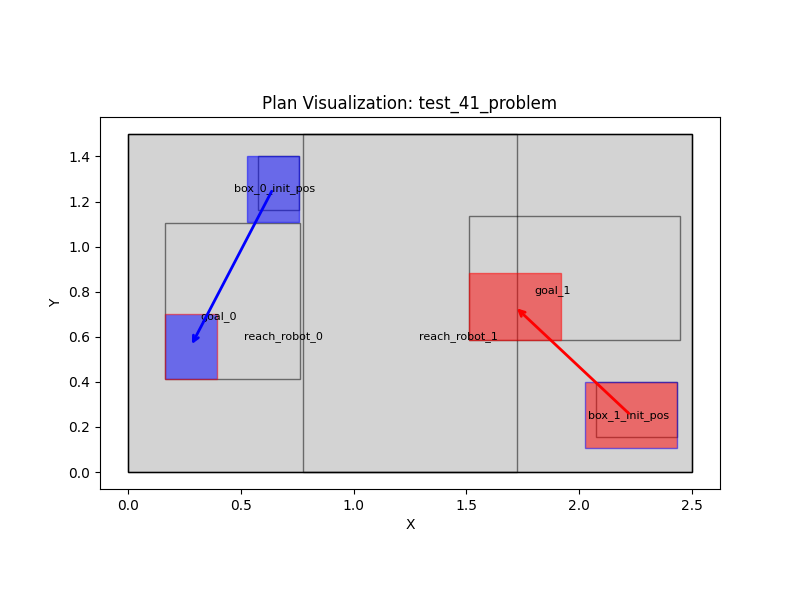 Plan Visualization: test_41_problem
Y
1.4
1.2
1.0
0.8
0.6
0.4
0.2
0.0
box_0_init_pos
goal_1
goal_0
reach_robot_0
reach_robot_1
box_1_init_pos
0.0 0.5 1.0 1.5 2.0 2.5
X